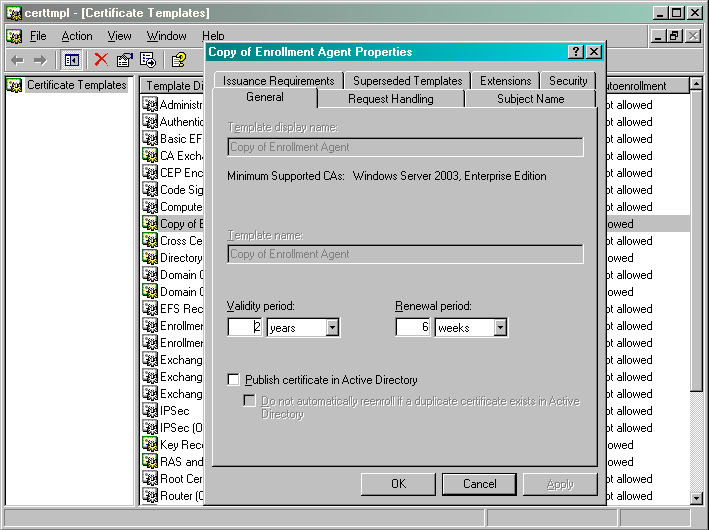 certtmpl - [Certificate Templates]
File Action View Window Help
Certificate Templates
Template Di
Administr
Authentic
Basic EFS
CA Exch
CEP Enc
Code Sig
Compute
Copy of E
Cross Ce
Directory
Domain C
Domain C
EFS Rec
Enrollmen
Enrollmen
Exchang
Exchang
Exchang
IPSec
IPSec (O
Key Reco
RAS and
Root Cer
Router (O
Copy of Enrollment Agent Properties
Issuance Requirements Superseded Templates Extensions Security
General Request Handling Subject Name
Template display name:
Copy of Enrollment Agent
Minimum Supported CAs: Windows Server 2003, Enterprise Edition
Template name:
Copy of Enrollment Agent
Validity period: Renewal period:
2 years 6 weeks
Publish certificate in Active Directory
Do not automatically reenroll if a duplicate certificate exists in Active
Directory
OK Cancel Apply
utoenrollment
ot allowed
ot allowed
ot allowed
ot allowed
ot allowed
ot allowed
ot allowed
lowed
ot allowed
owed
ot allowed
owed
ot allowed
ot allowed
ot allowed
ot allowed
ot allowed
ot allowed
ot allowed
ot allowed
owed
owed
ot allowed
ot allowed